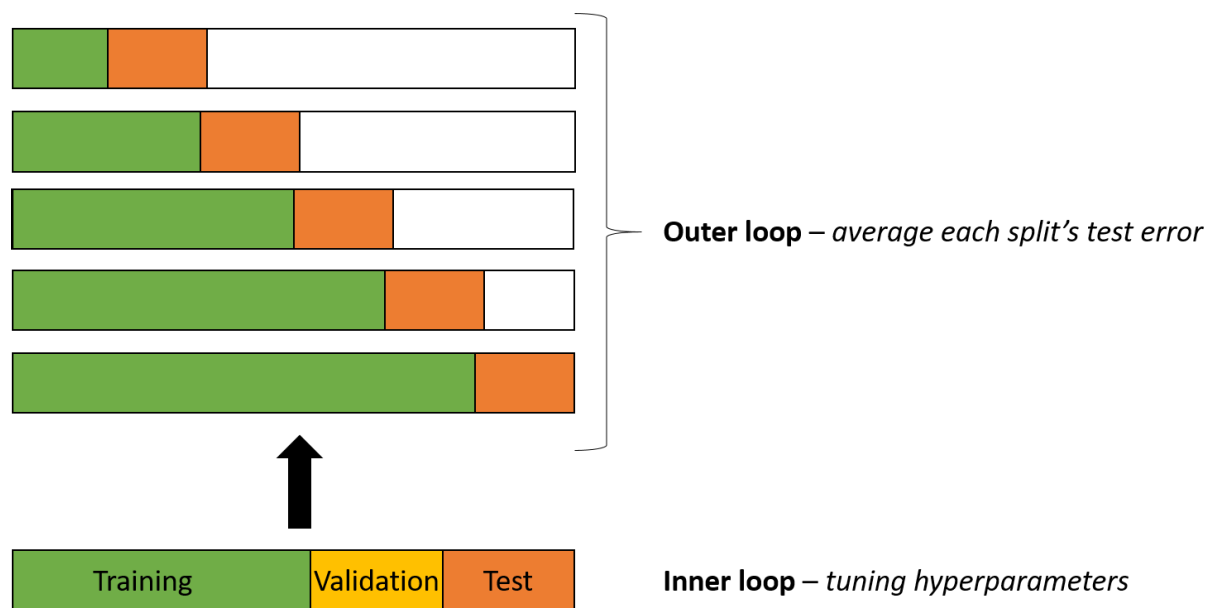 Outer loop – average each split's test error
Training Validation Test
Inner loop – tuning hyperparameters